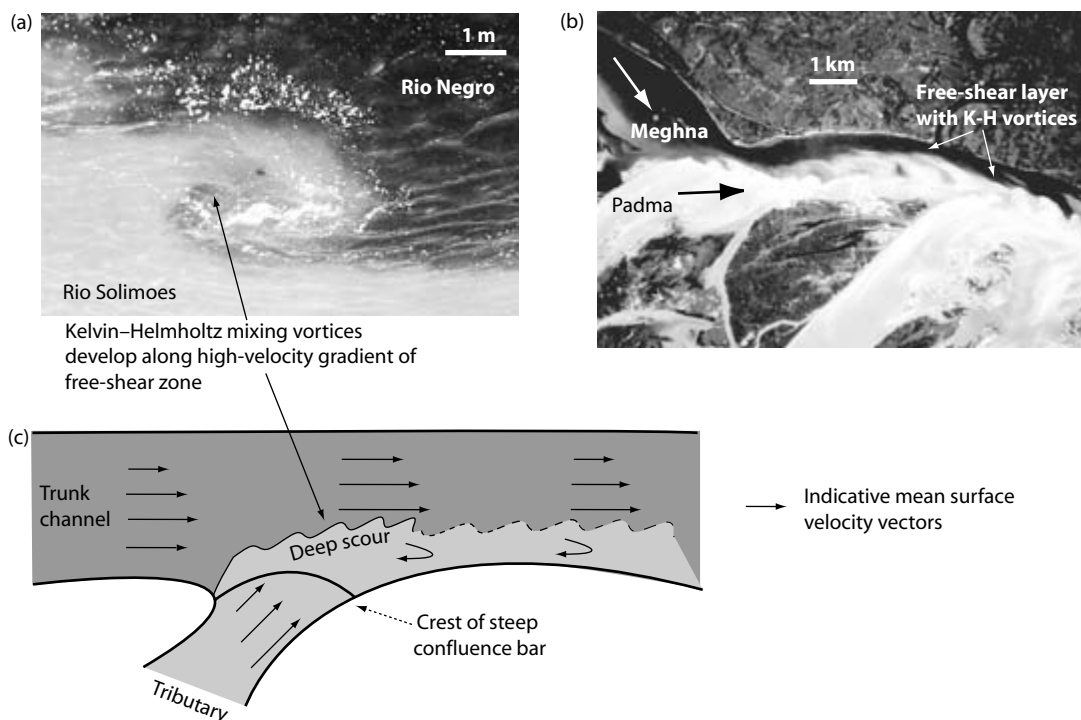 (a)
1 m
Rio Negro
Rio Solimoes
Kelvin–Helmholtz mixing vortices
develop along high-velocity gradient of
free-shear zone
(b)
1 km
Free-shear layer
with K-H vortices
Meghna
Padma
(c)
Trunk
channel
Deep scour
Indicative mean surface
velocity vectors
Crest of steep
confluence bar
Tributary